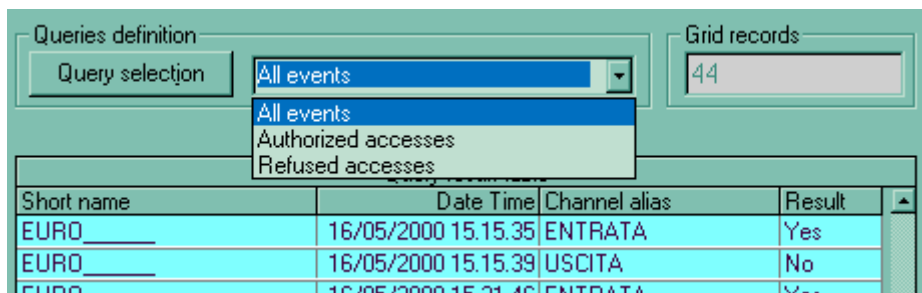 Queries definition
Grid records
Query selection
All events
44
All events
Authorized accesses
Refused accesses
Short name Date Time Channel alias Result
EURO______ 16/05/2000 15.15.35 ENTRATA Yes
EURO______ 16/05/2000 15.15.39 USCITA No